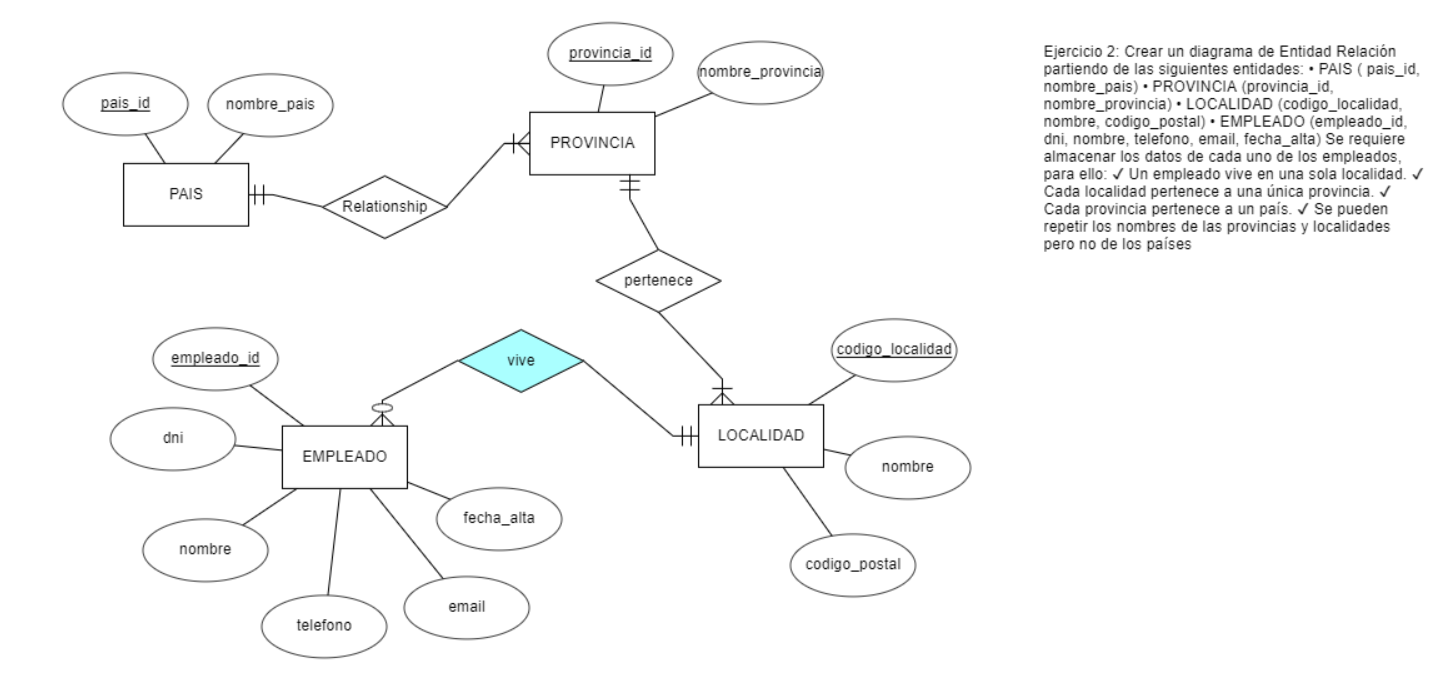 provincia_id
nombre_provincia
pais_id
nombre_pais
PROVINCIA
PAIS
Relationship
pertenece
vive
codigo_localidad
empleado_id
dni
EMPLEADO
LOCALIDAD
nombre
fecha_alta
nombre
codigo_postal
telefono
email
Ejercicio 2: Crear un diagrama de Entidad Relación
partiendo de las siguientes entidades: • PAIS ( pais_id,
nombre_pais) • PROVINCIA (provincia_id,
nombre_provincia) • LOCALIDAD (codigo_localidad,
nombre, codigo_postal) • EMPLEADO (empleado_id,
dni, nombre, telefono, email, fecha_alta) Se requiere
almacenar los datos de cada uno de los empleados,
para ello: ✓ Un empleado vive en una sola localidad. ✓
Cada localidad pertenece a una única provincia. ✓
Cada provincia pertenece a un país. ✓ Se pueden
repetir los nombres de las provincias y localidades
pero no de los países